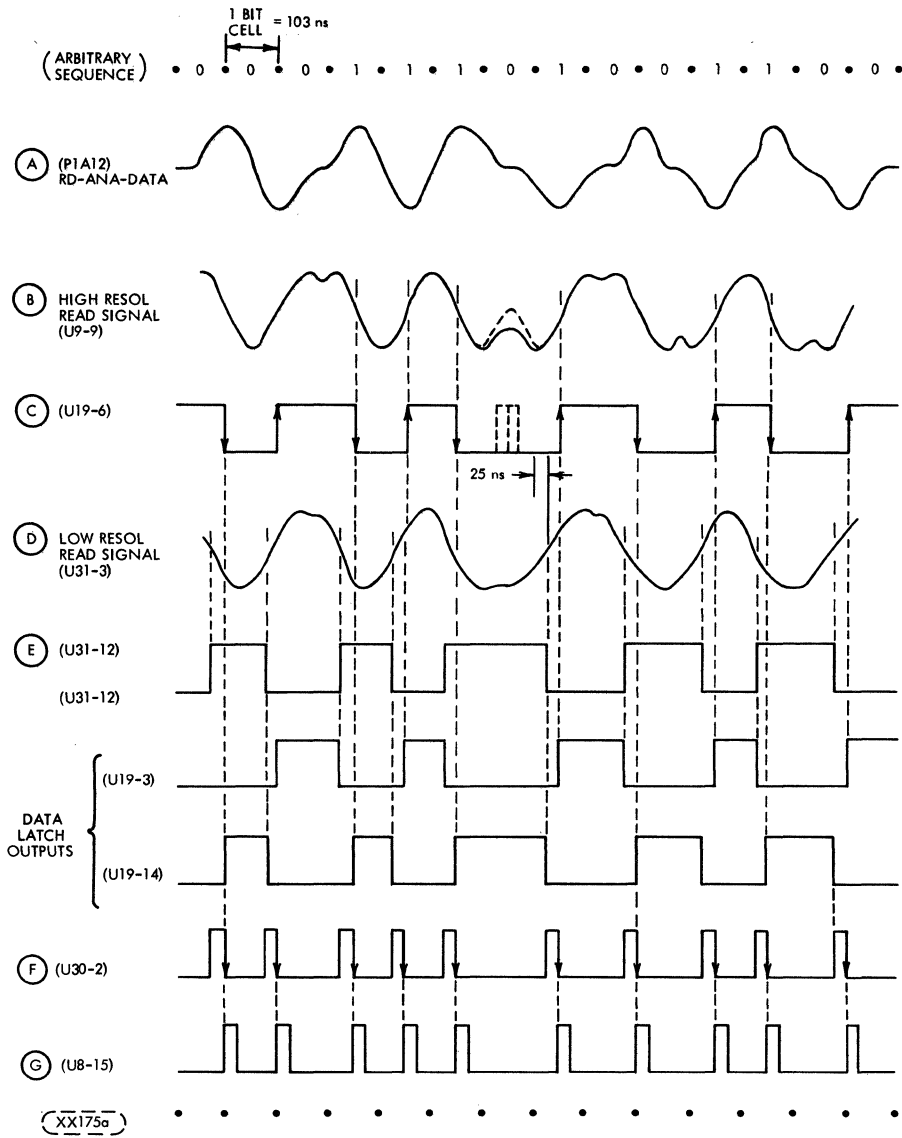 1 BIT
CELL = 103 ns
(ARBITRARY
SEQUENCE) • 0 • 0 • 0 • 1 • 1 • 1 • 0 • 1 • 0 • 0 • 1 • 1 • 0 • 0 •
A (P1A12)
RD-ANA-DATA
B HIGH RESOL
READ SIGNAL
(U9-9)
C (U19-6)
25 ns
D LOW RESOL
READ SIGNAL
(U31-3)
E (U31-12)
(U31-12)
(U19-3)
DATA
LATCH
OUTPUTS
(U19-14)
F (U30-2)
G (U8-15)
XX175a